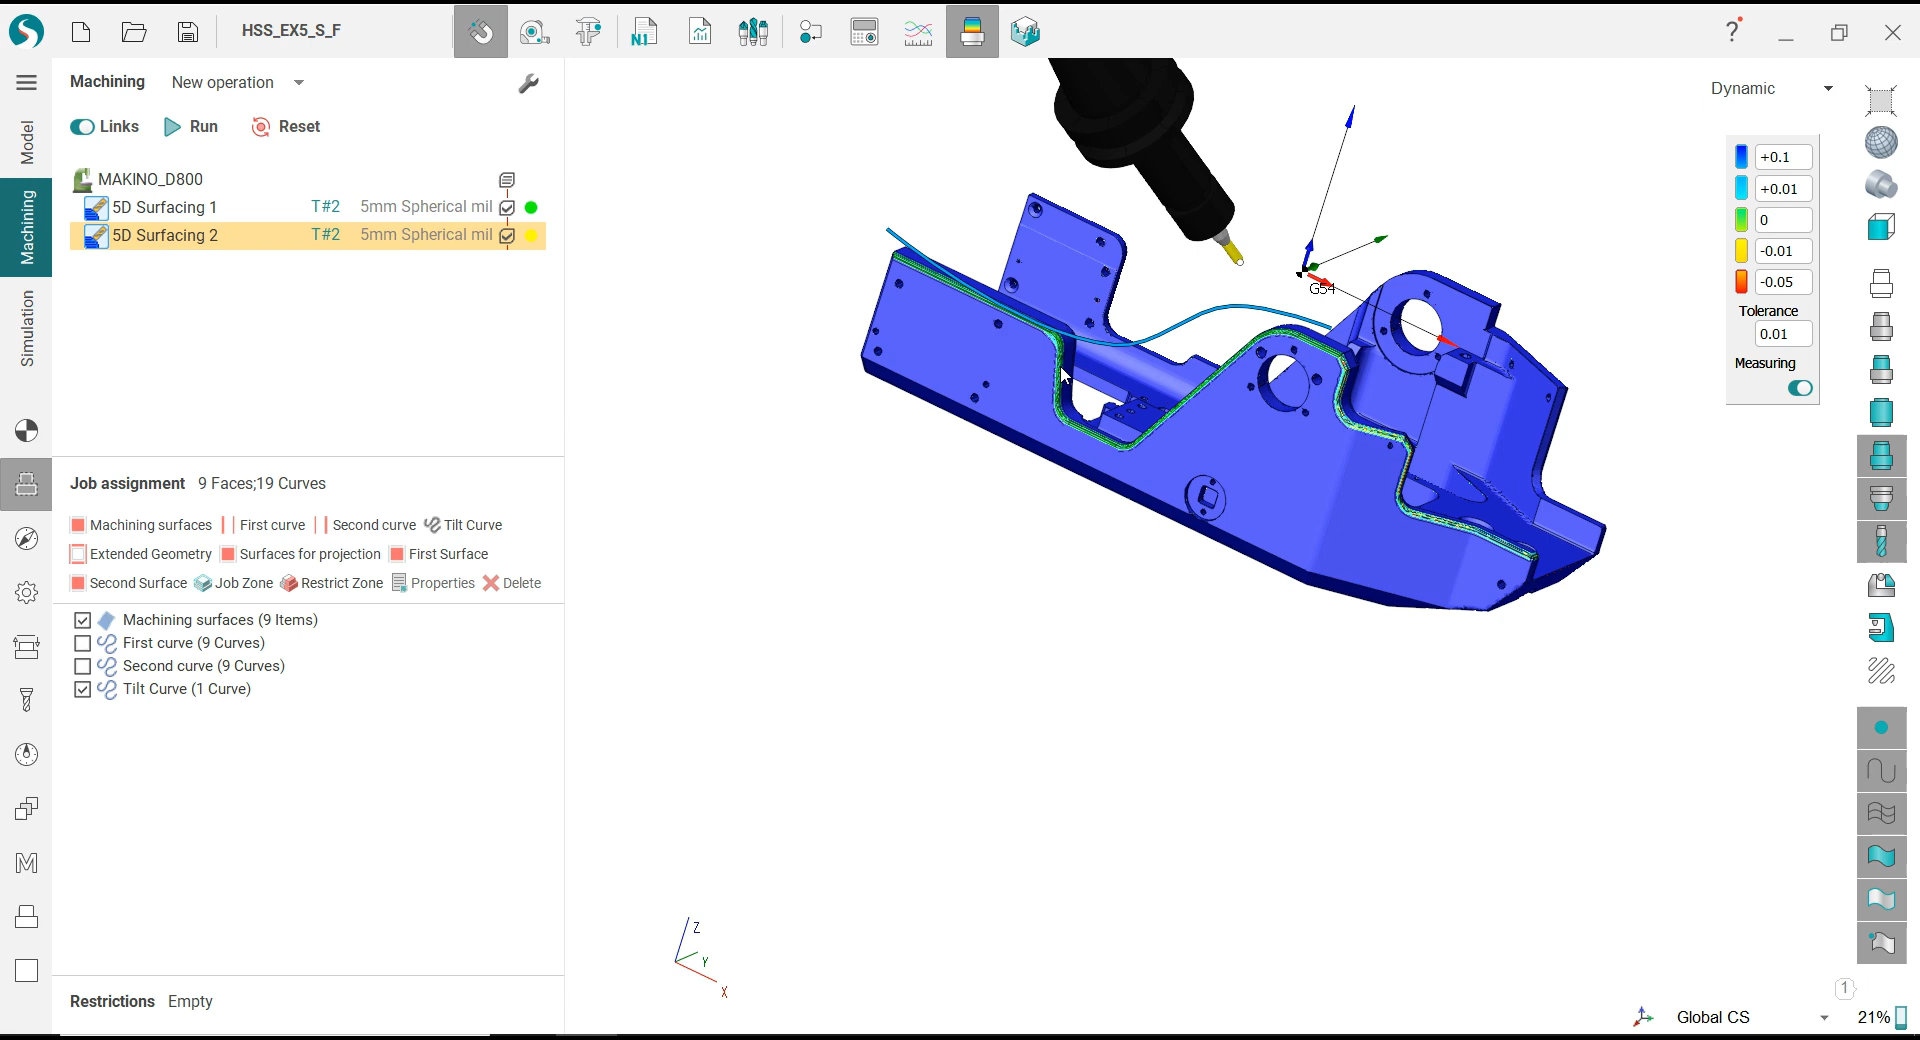 HSS_EX5_S_F
N1
?
Machining New operation
Links Run Reset
Model
Machining
Simulation
MAKINO_D800
5D Surfacing 1 T#2 5mm Spherical mil
5D Surfacing 2 T#2 5mm Spherical mil
Job assignment 9 Faces;19 Curves
Machining surfaces First curve Second curve Tilt Curve
Extended Geometry Surfaces for projection First Surface
Second Surface Job Zone Restrict Zone Properties Delete
Machining surfaces (9 Items)
First curve (9 Curves)
Second curve (9 Curves)
Tilt Curve (1 Curve)
Restrictions Empty
G54
Z
Y
X
Dynamic
+0.1
+0.01
0
-0.01
-0.05
Tolerance
0.01
Measuring
1
Global CS 21%